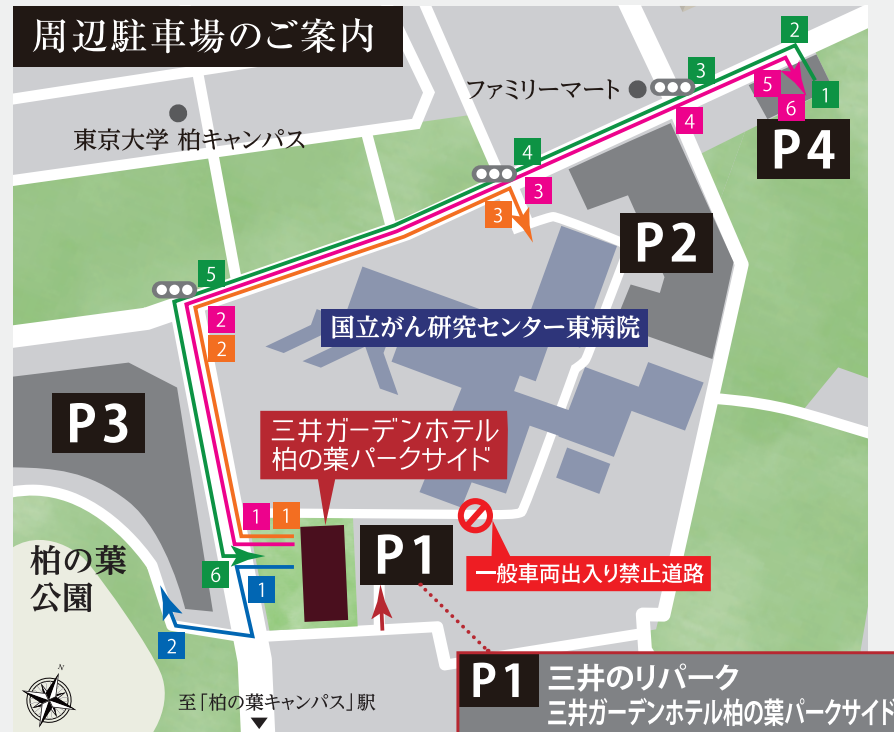 周辺駐車場のご案内
2
3
ファミリーマート
5
1
6
東京大学 柏キャンパス
4
P4
4
3
3
P2
5
2
2
国立がん研究センター東病院
P3
三井ガーデンホテル
柏の葉パークサイド
1
1
P1
柏の葉
公園
6
1
一般車両出入り禁止道路
2
N
P1
三井のリパーク
三井ガーデンホテル柏の葉パークサイド
至「柏の葉キャンパス」駅